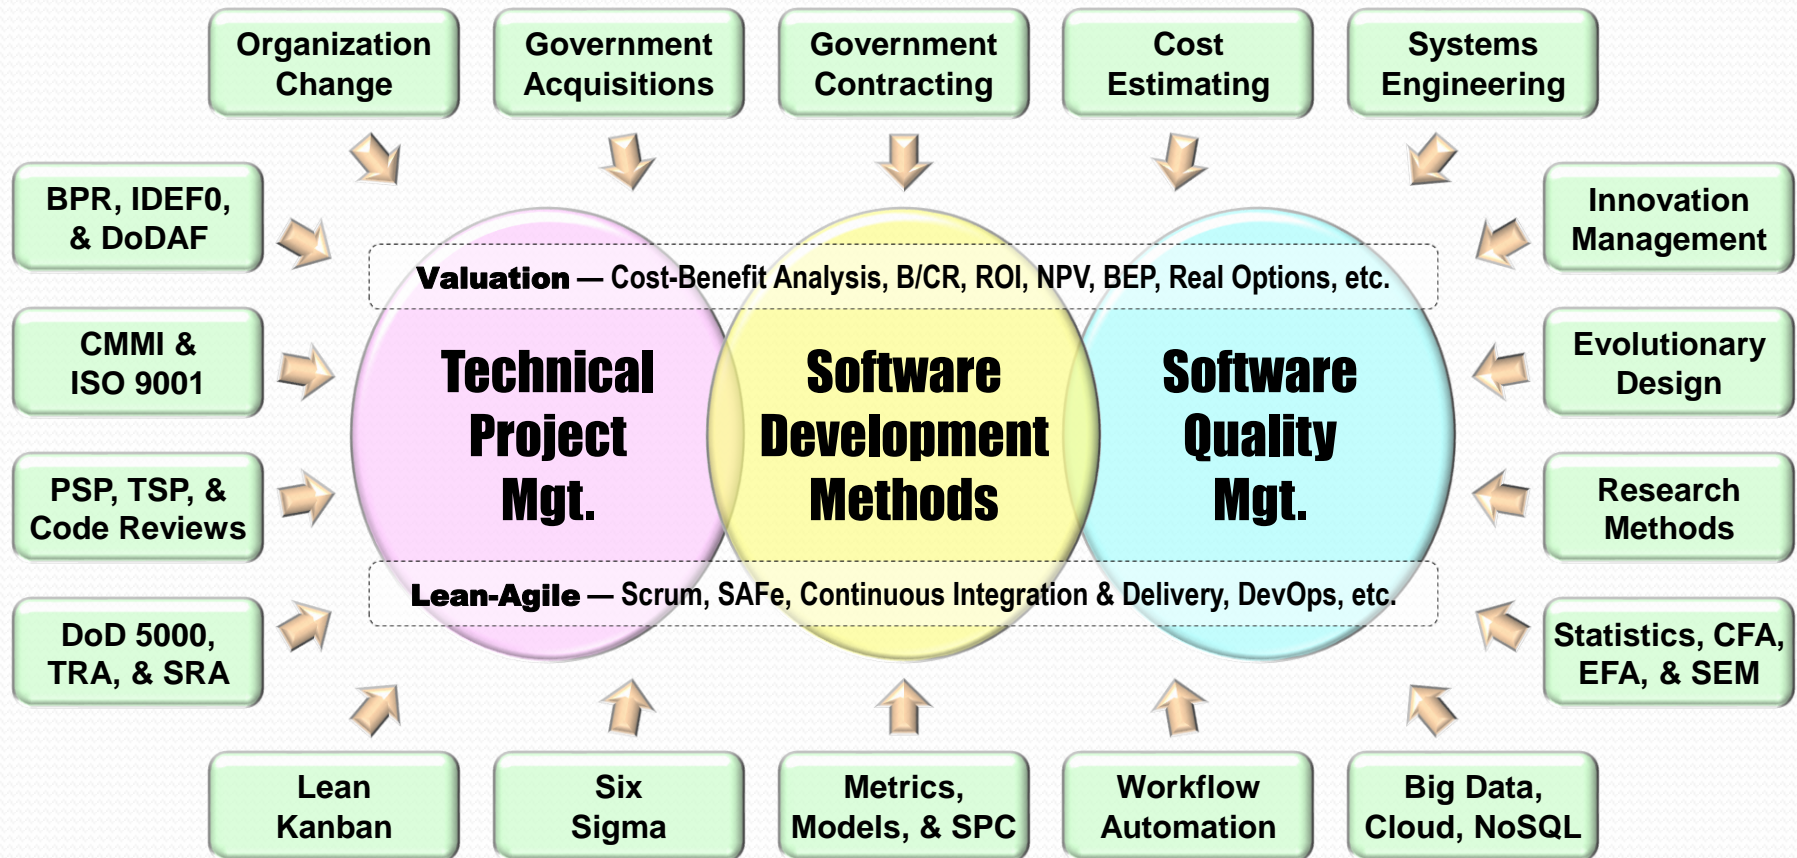 Organization
Change
Government
Acquisitions
Government
Contracting
Cost
Estimating
Systems
Engineering
BPR, IDEF0,
& DoDAF
CMMI &
ISO 9001
PSP, TSP, &
Code Reviews
DoD 5000,
TRA, & SRA
Valuation — Cost-Benefit Analysis, B/CR, ROI, NPV, BEP, Real Options, etc.
Technical
Project
Mgt.
Software
Development
Methods
Software
Quality
Mgt.
Lean-Agile — Scrum, SAFe, Continuous Integration & Delivery, DevOps, etc.
Innovation
Management
Evolutionary
Design
Research
Methods
Statistics, CFA,
EFA, & SEM
Lean
Kanban
Six
Sigma
Metrics,
Models, & SPC
Workflow
Automation
Big Data,
Cloud, NoSQL